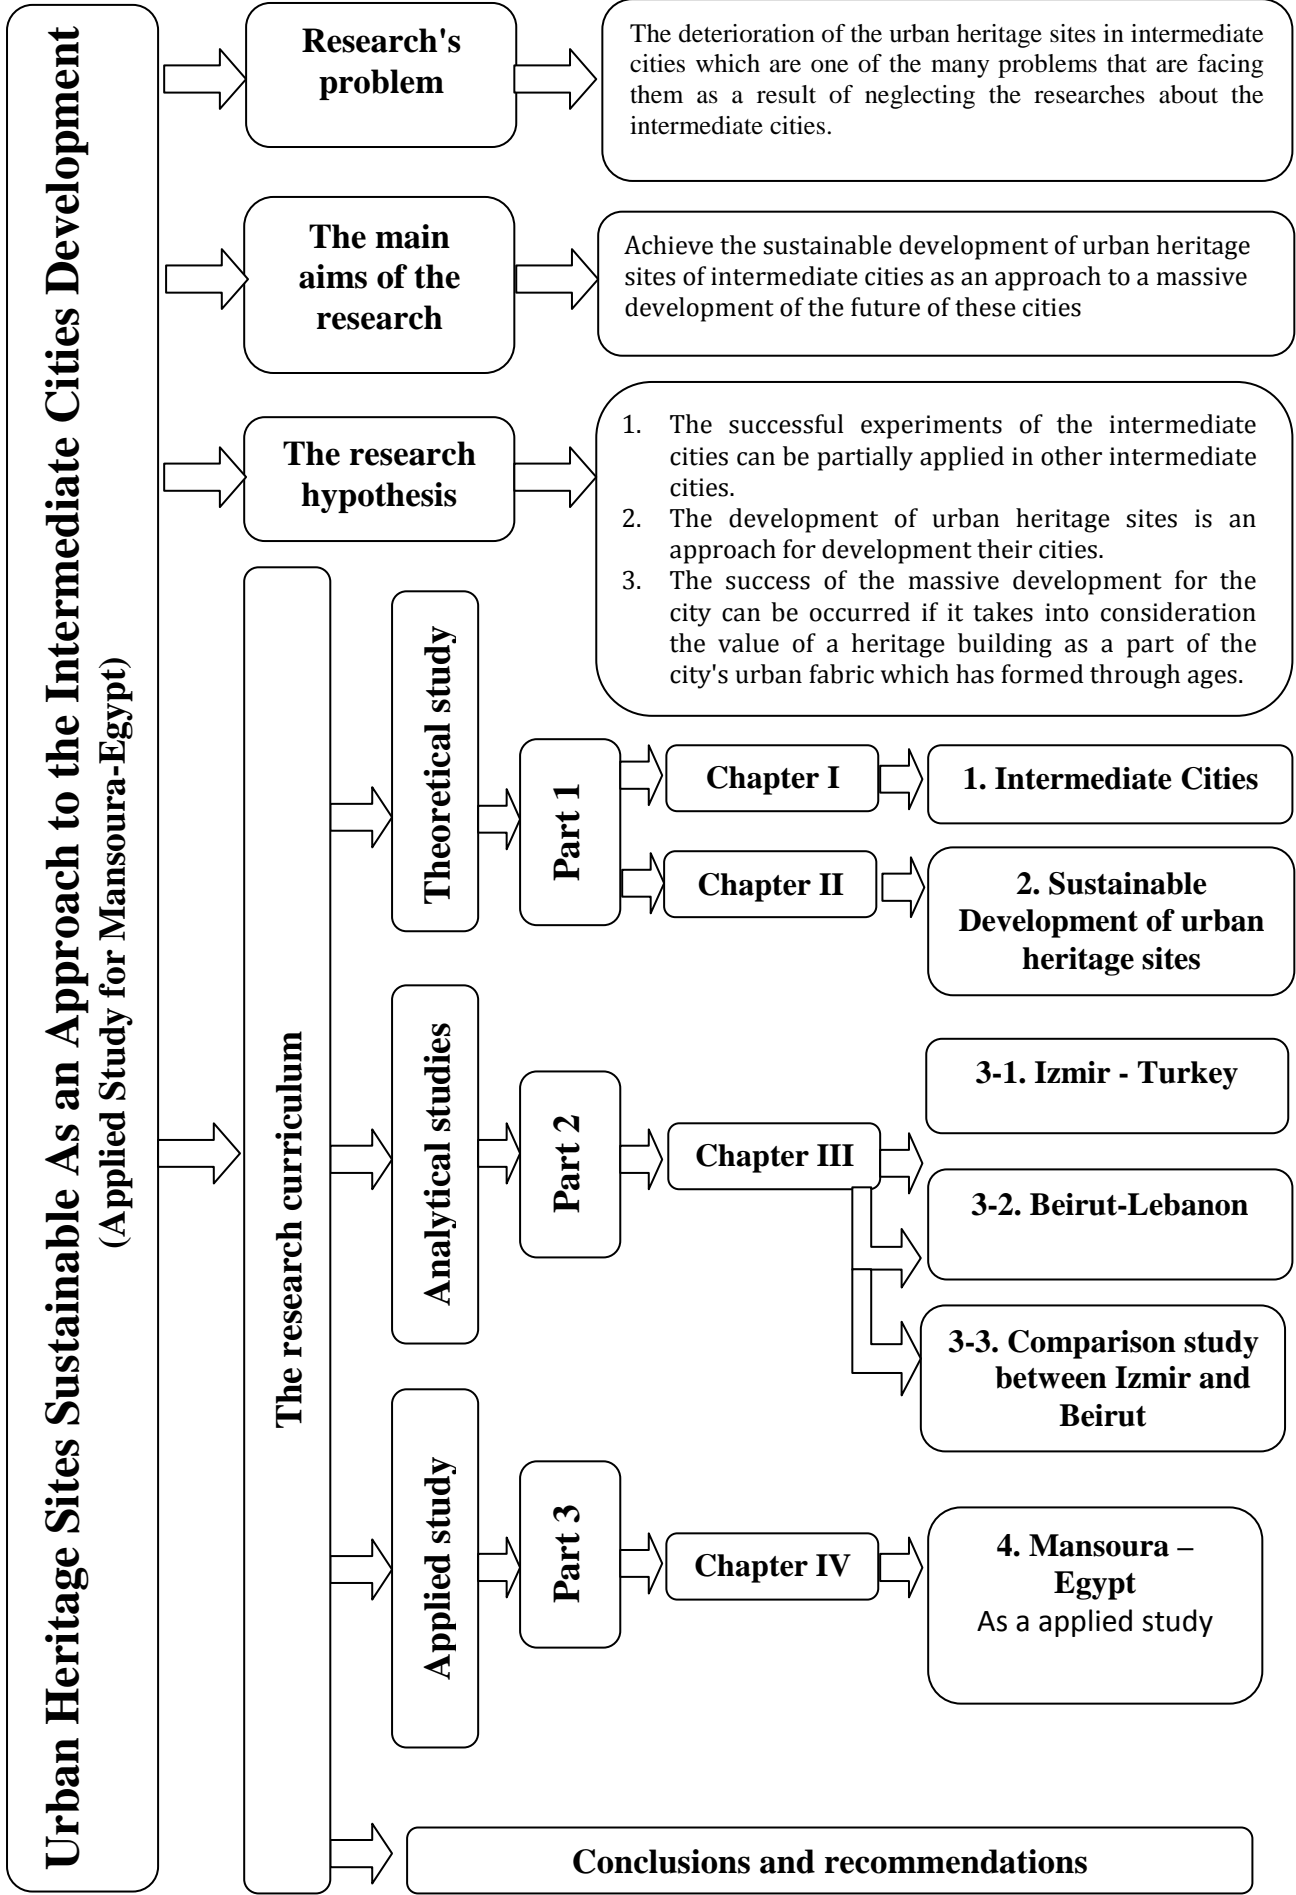 Urban Heritage Sites Sustainable As an Approach to the Intermediate Cities Development
(Applied Study for Mansoura-Egypt)
Research's
problem
The deterioration of the urban heritage sites in intermediate
cities which are one of the many problems that are facing
them as a result of neglecting the researches about the
intermediate cities.
The main
aims of the
research
Achieve the sustainable development of urban heritage
sites of intermediate cities as an approach to a massive
development of the future of these cities
The research
hypothesis
1. The successful experiments of the intermediate
cities can be partially applied in other intermediate
cities.
2. The development of urban heritage sites is an
approach for development their cities.
3. The success of the massive development for the
city can be occurred if it takes into consideration
the value of a heritage building as a part of the
city's urban fabric which has formed through ages.
The research curriculum
Theoretical study
Part 1
Chapter I
1. Intermediate Cities
Chapter II
2. Sustainable
Development of urban
heritage sites
Analytical studies
Part 2
Chapter III
3-1. Izmir - Turkey
3-2. Beirut-Lebanon
3-3. Comparison study
between Izmir and
Beirut
Applied study
Part 3
Chapter IV
4. Mansoura –
Egypt
As a applied study
Conclusions and recommendations